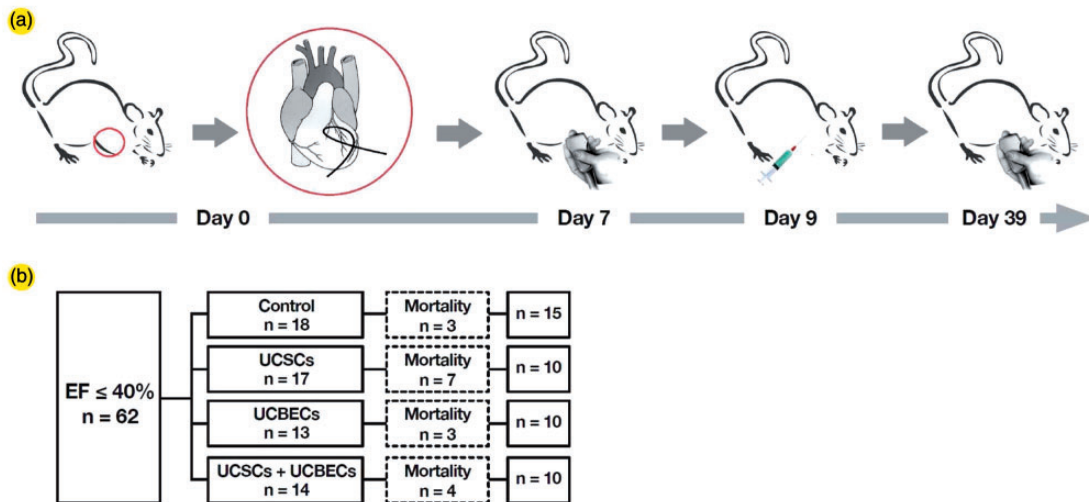 (a)
Day 0
Day 7
Day 9
Day 39
(b)
EF ≤ 40%
n = 62
Control
n = 18
Mortality
n = 3
n = 15
UCSCs
n = 17
Mortality
n = 7
n = 10
UCBECs
n = 13
Mortality
n = 3
n = 10
UCSCs + UCBECs
n = 14
Mortality
n = 4
n = 10